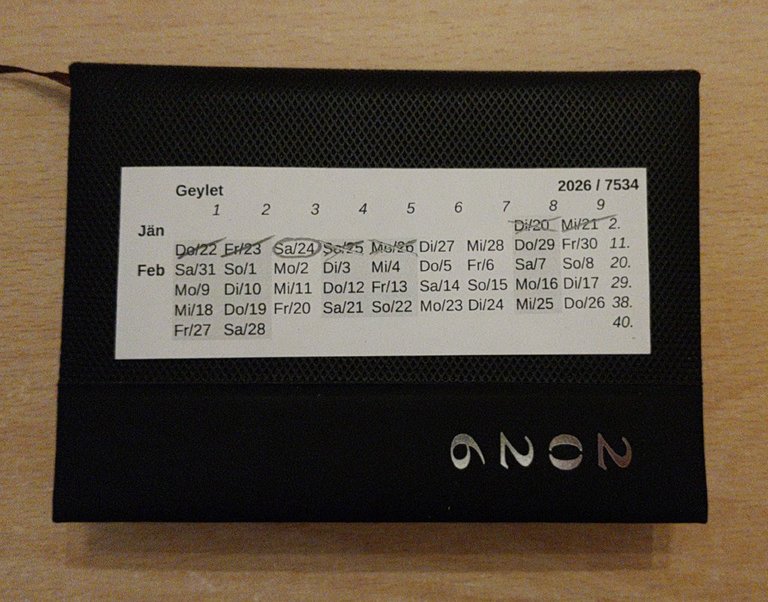 Geylet 2026 / 7534
1 2 3 4 5 6 7 8 9
Jän Di/20 Mi/21 2.
Do/22 Fr/23 Sa/24 So/25 Mo/26 Di/27 Mi/28 Do/29 Fr/30 11.
Feb Sa/31 So/1 Mo/2 Di/3 Mi/4 Do/5 Fr/6 Sa/7 So/8 20.
Mo/9 Di/10 Mi/11 Do/12 Fr/13 Sa/14 So/15 Mo/16 Di/17 29.
Mi/18 Do/19 Fr/20 Sa/21 So/22 Mo/23 Di/24 Mi/25 Do/26 38.
Fr/27 Sa/28 40.
2026